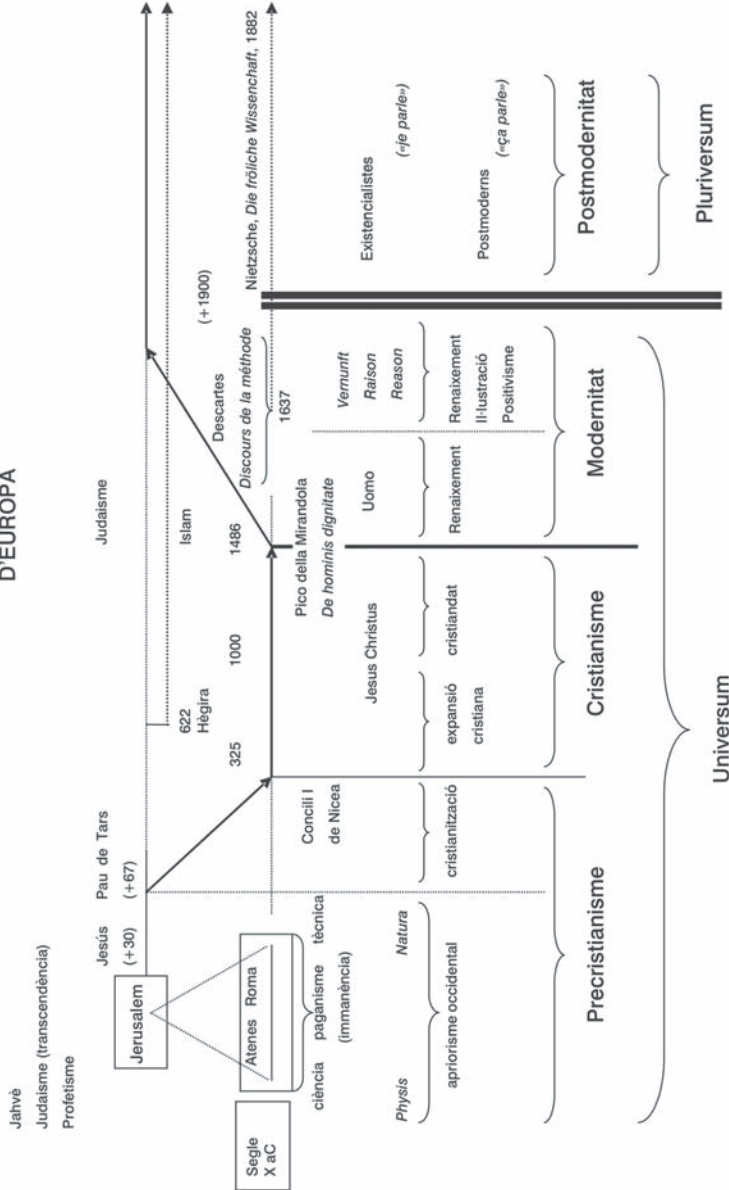 D'EUROPA
Jahvè
Judaisme (transcendència)
Profetisme
Jerusalem
Jesús
(+30)
Pau de Tars
(+67)
622
Hègira
Judaisme
Islam
Segle
X aC
Atenes Roma
ciència paganisme tècnica
(immanència)
325
1000
1486
Descartes
Discours de la méthode
1637
(+1900)
Nietzsche, Die fröliche Wissenschaft, 1882
Concili I
de Nicea
Pico della Mirandola
De hominis dignitate
Physis Natura
Jesus Christus
Uomo
Vernunft
Raison
Reason
Existencialistes
(«je parle»)
apriorisme occidental
cristianització
expansió
cristiana
cristiandat
Renaixement
Renaixement
Il·lustració
Positivisme
Postmoderns
(«ça parle»)
Precristianisme
Cristianisme
Modernitat
Postmodernitat
Universum
Pluriversum